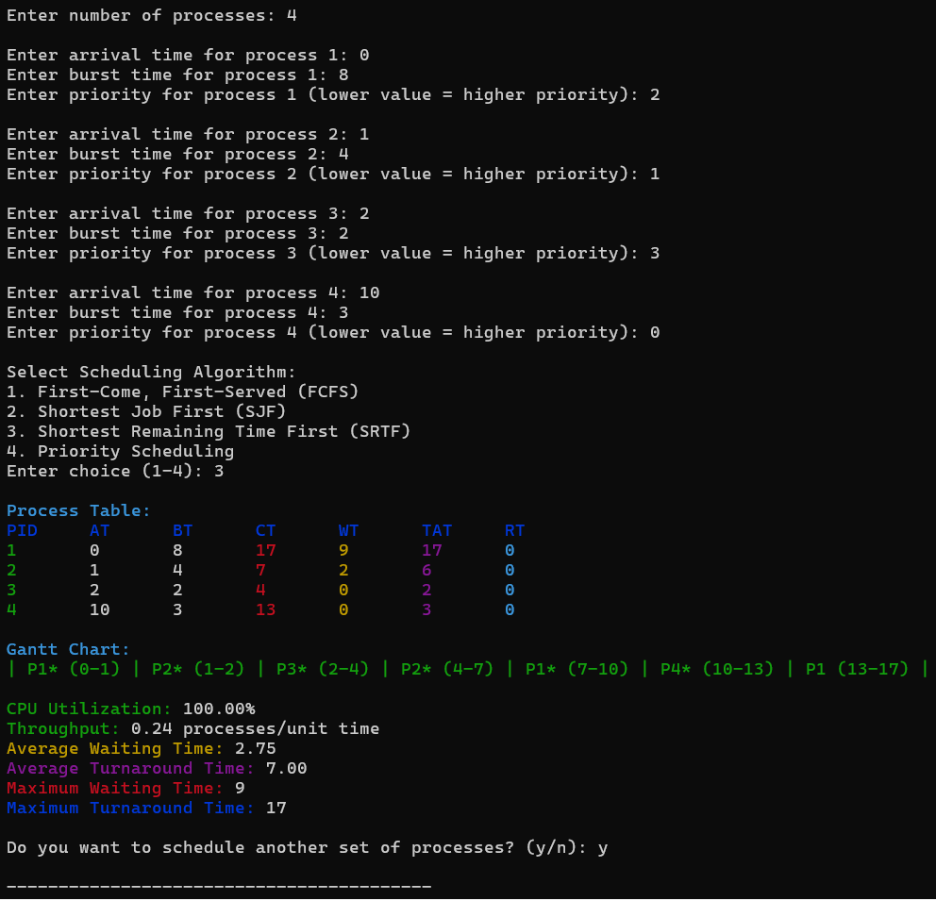 Enter number of processes: 4
Enter arrival time for process 1: 0
Enter burst time for process 1: 8
Enter priority for process 1 (lower value = higher priority): 2
Enter arrival time for process 2: 1
Enter burst time for process 2: 4
Enter priority for process 2 (lower value = higher priority): 1
Enter arrival time for process 3: 2
Enter burst time for process 3: 2
Enter priority for process 3 (lower value = higher priority): 3
Enter arrival time for process 4: 10
Enter burst time for process 4: 3
Enter priority for process 4 (lower value = higher priority): 0
Select Scheduling Algorithm:
1. First-Come, First-Served (FCFS)
2. Shortest Job First (SJF)
3. Shortest Remaining Time First (SRTF)
4. Priority Scheduling
Enter choice (1-4): 3
Process Table:
PID AT BT CT WT TAT RT
1 0 8 17 9 17 0
2 1 4 7 2 6 0
3 2 2 4 0 2 0
4 10 3 13 0 3 0
Gantt Chart:
| P1* (0-1) | P2* (1-2) | P3* (2-4) | P2* (4-7) | P1* (7-10) | P4* (10-13) | P1 (13-17) |
CPU Utilization: 100.00%
Throughput: 0.24 processes/unit time
Average Waiting Time: 2.75
Average Turnaround Time: 7.00
Maximum Waiting Time: 9
Maximum Turnaround Time: 17
Do you want to schedule another set of processes? (y/n): y
-----------------------------------------